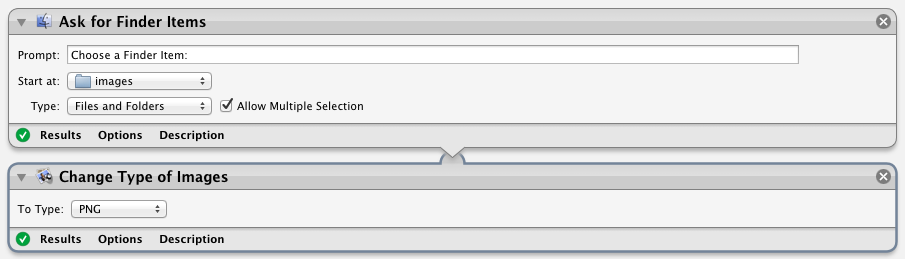 Ask for Finder Items
Prompt: Choose a Finder Item:
Start at: images
Type: Files and Folders Allow Multiple Selection
Results Options Description
Change Type of Images
To Type: PNG
Results Options Description